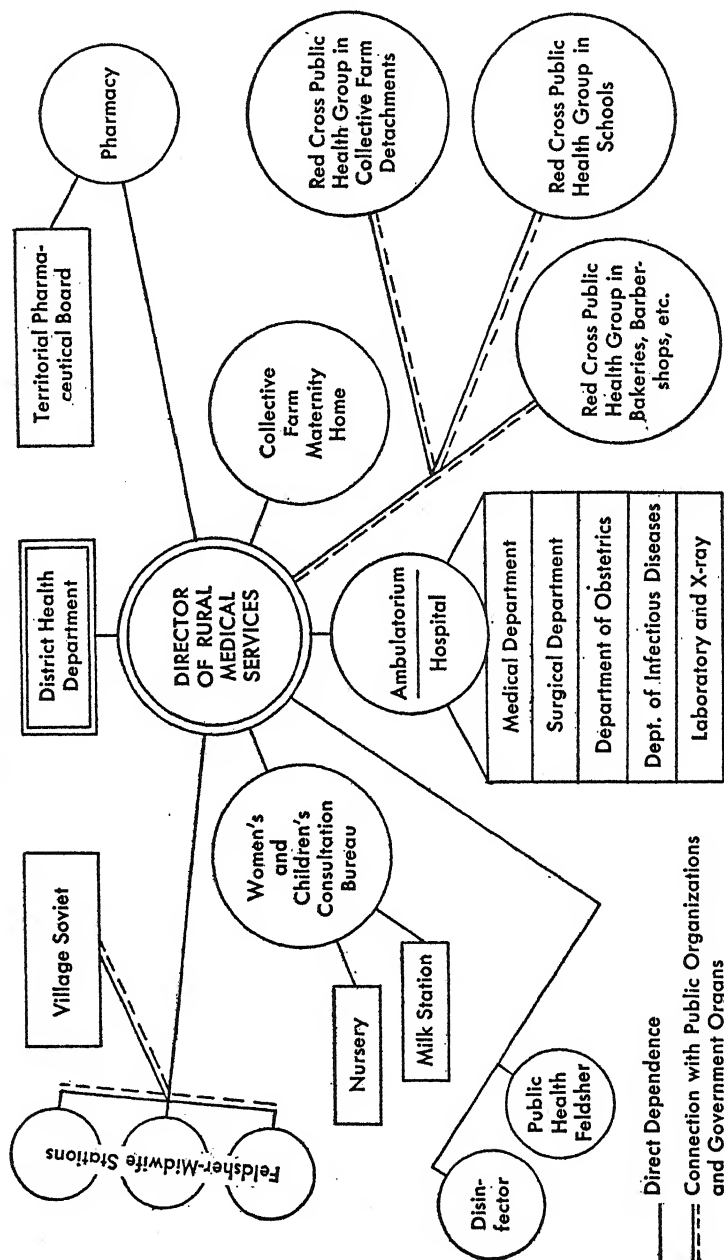 District Health
Department
Village Soviet
Territorial Pharma-
ceutical Board
Pharmacy
Feldsher-Midwife Stations
DIRECTOR
OF RURAL
MEDICAL
SERVICES
Women's
and
Children's
Consultation
Bureau
Collective
Farm
Maternity
Home
Nursery
Milk Station
Ambulatorium
Hospital
Red Cross Public
Health Group in
Collective Farm
Detachments
Red Cross Public
Health Group in
Schools
Red Cross Public
Health Group in
Bakeries, Barber-
shops, etc.
Disin-
fector
Public
Health
Feldsher
Medical Department
Surgical Department
Department of Obstetrics
Dept. of Infectious Diseases
Laboratory and X-ray
Direct Dependence
Connection with Public Organizations
and Government Organs